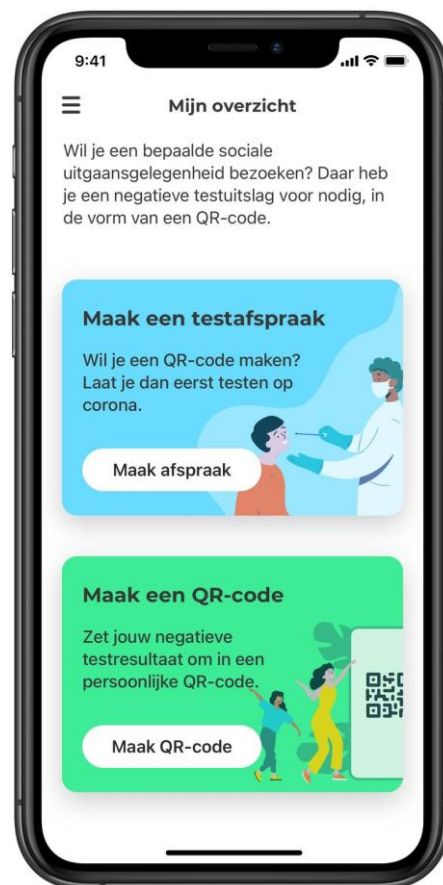 9:41
Mijn overzicht
Wil je een bepaalde sociale
uitgaansgelegenheid bezoeken? Daar heb
je een negatieve testuitslag voor nodig, in
de vorm van een QR-code.
Maak een testafspraak
Wil je een QR-code maken?
Laat je dan eerst testen op
corona.
Maak afspraak
Maak een QR-code
Zet jouw negatieve
testresultaat om in een
persoonlijke QR-code.
Maak QR-code